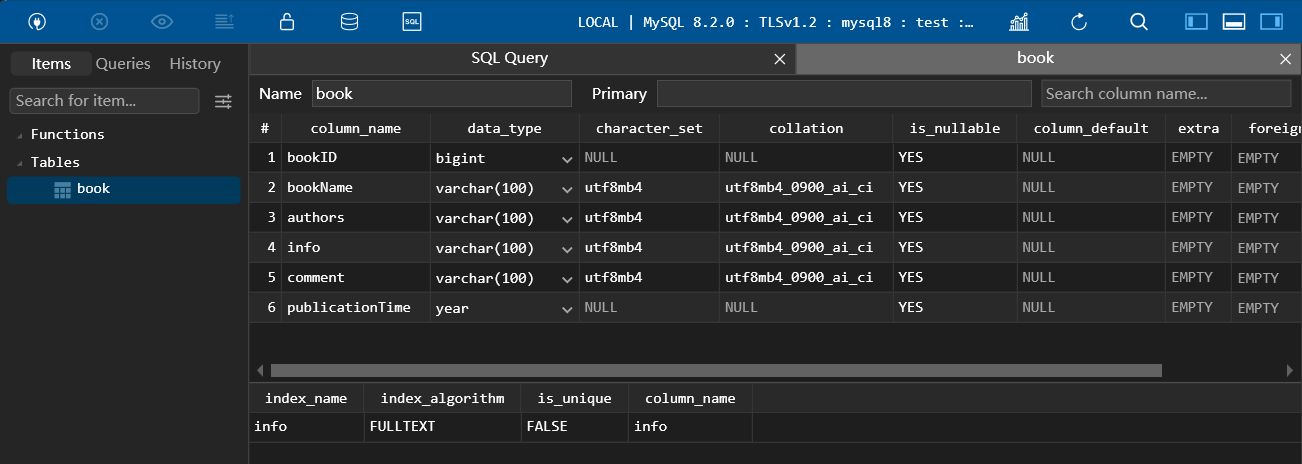 SQL LOCAL | MySQL 8.2.0 : TLSv1.2 : mysql8 : test :...
Items Queries History
SQL Query
book
Search for item...
Functions
Tables
book
Name book Primary Search column name...
# column_name data_type character_set collation is_nullable column_default extra foreign
1 bookID bigint NULL NULL YES NULL EMPTY EMPTY
2 bookName varchar(100) utf8mb4 utf8mb4_0900_ai_ci YES NULL EMPTY EMPTY
3 authors varchar(100) utf8mb4 utf8mb4_0900_ai_ci YES NULL EMPTY EMPTY
4 info varchar(100) utf8mb4 utf8mb4_0900_ai_ci YES NULL EMPTY EMPTY
5 comment varchar(100) utf8mb4 utf8mb4_0900_ai_ci YES NULL EMPTY EMPTY
6 publicationTime year NULL NULL YES NULL EMPTY EMPTY
index_name index_algorithm is_unique column_name
info FULLTEXT FALSE info